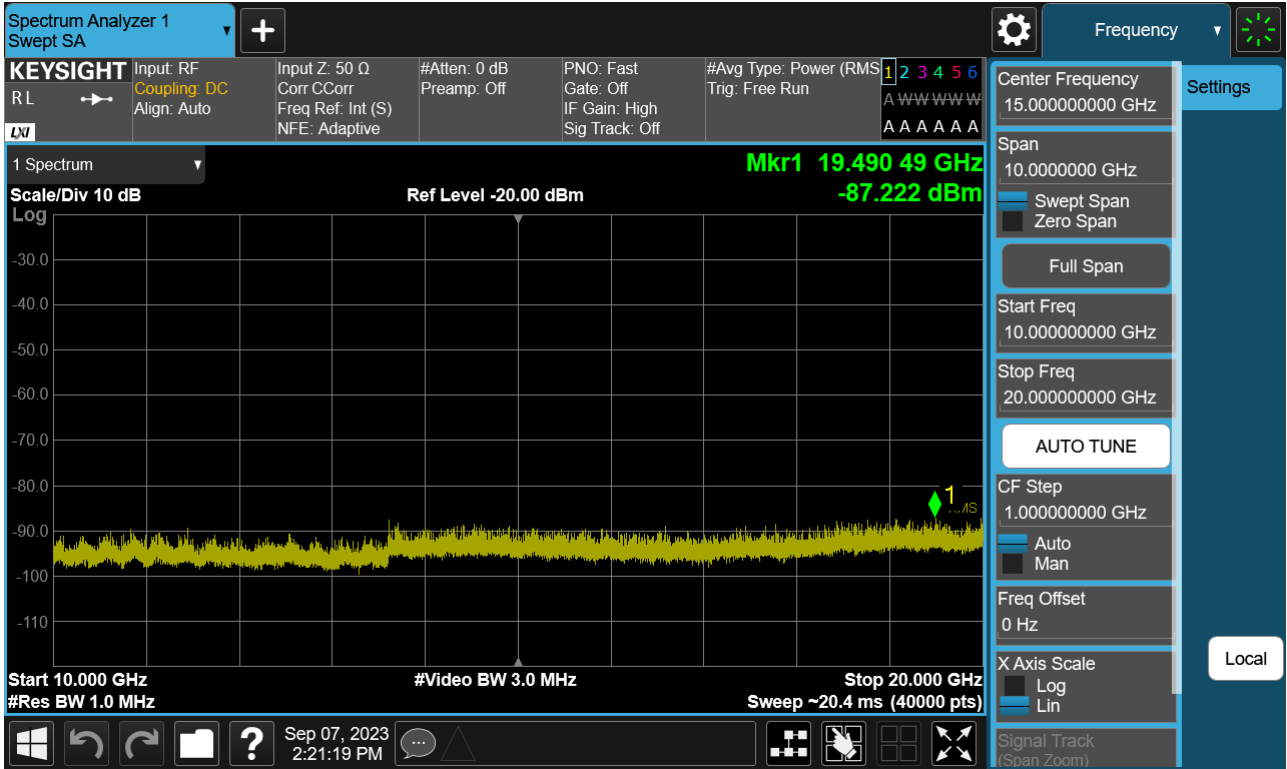 Spectrum Analyzer 1
Swept SA
Frequency
KEYSIGHT
R L
LXI
Input: RF
Coupling: DC
Align: Auto
Input Z: 50 Ω
Corr CCorr
Freq Ref: Int (S)
NFE: Adaptive
#Atten: 0 dB
Preamp: Off
PNO: Fast
Gate: Off
IF Gain: High
Sig Track: Off
#Avg Type: Power (RMS
Trig: Free Run
1 2 3 4 5 6
A W W W W W
A A A A A A
1 Spectrum
Mkr1 19.490 49 GHz
Scale/Div 10 dB
Ref Level -20.00 dBm
-87.222 dBm
Log
-30.0
-40.0
-50.0
-60.0
-70.0
-80.0
-90.0
-100
-110
1
RMS
Start 10.000 GHz
#Video BW 3.0 MHz
Stop 20.000 GHz
#Res BW 1.0 MHz
Sweep ~20.4 ms (40000 pts)
Center Frequency
15.000000000 GHz
Settings
Span
10.0000000 GHz
Swept Span
Zero Span
Full Span
Start Freq
10.000000000 GHz
Stop Freq
20.000000000 GHz
AUTO TUNE
CF Step
1.000000000 GHz
Auto
Man
Freq Offset
0 Hz
X Axis Scale
Log
Lin
Local
Signal Track
(Span Zoom)
?
Sep 07, 2023
2:21:19 PM